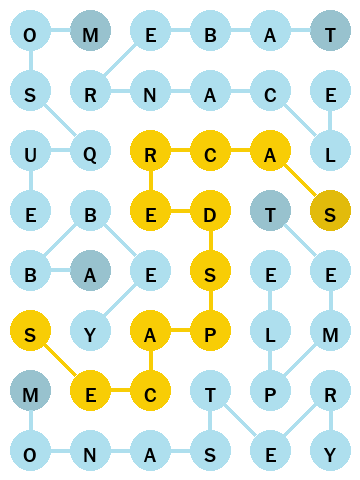 O M E B A T
S R N A C E
U Q R C A L
E B E D T S
B A E S E E
S Y A P L M
M E C T P R
O N A S E Y